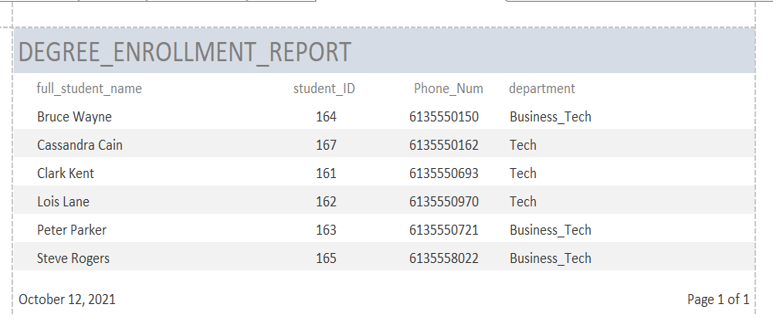 DEGREE_ENROLLMENT_REPORT
full_student_name student_ID Phone_Num department
Bruce Wayne 164 6135550150 Business_Tech
Cassandra Cain 167 6135550162 Tech
Clark Kent 161 6135550693 Tech
Lois Lane 162 6135550970 Tech
Peter Parker 163 6135550721 Business_Tech
Steve Rogers 165 6135558022 Business_Tech
October 12, 2021 Page 1 of 1